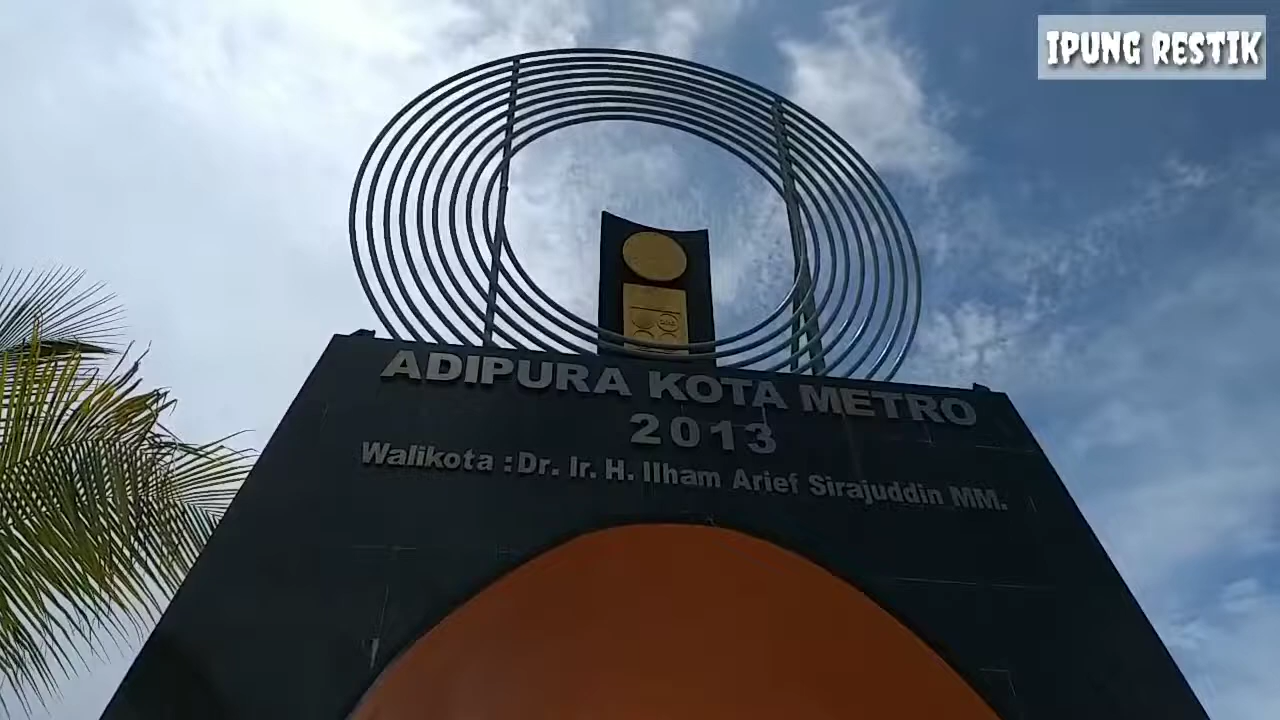 IPUNG RESTIK
ADIPURA KOTA METRO
2013
Walikota : Dr. Ir. H. Ilham Arief Sirajuddin MM.